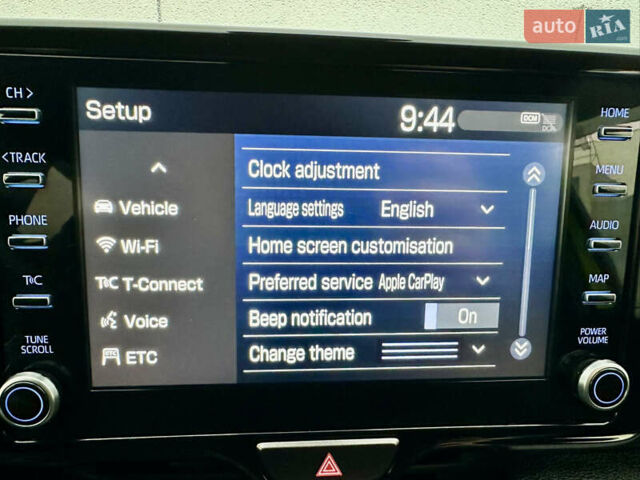 auto RIA.com
CH >
< TRACK
PHONE
TCC
TUNE
SCROLL
Setup
9:44
DCM
Vehicle
Wi-Fi
T-Connect
Voice
ETC
Clock adjustment
Language settings English
Home screen customisation
Preferred service Apple CarPlay
Beep notification On
Change theme
HOME
MENU
AUDIO
MAP
POWER
VOLUME